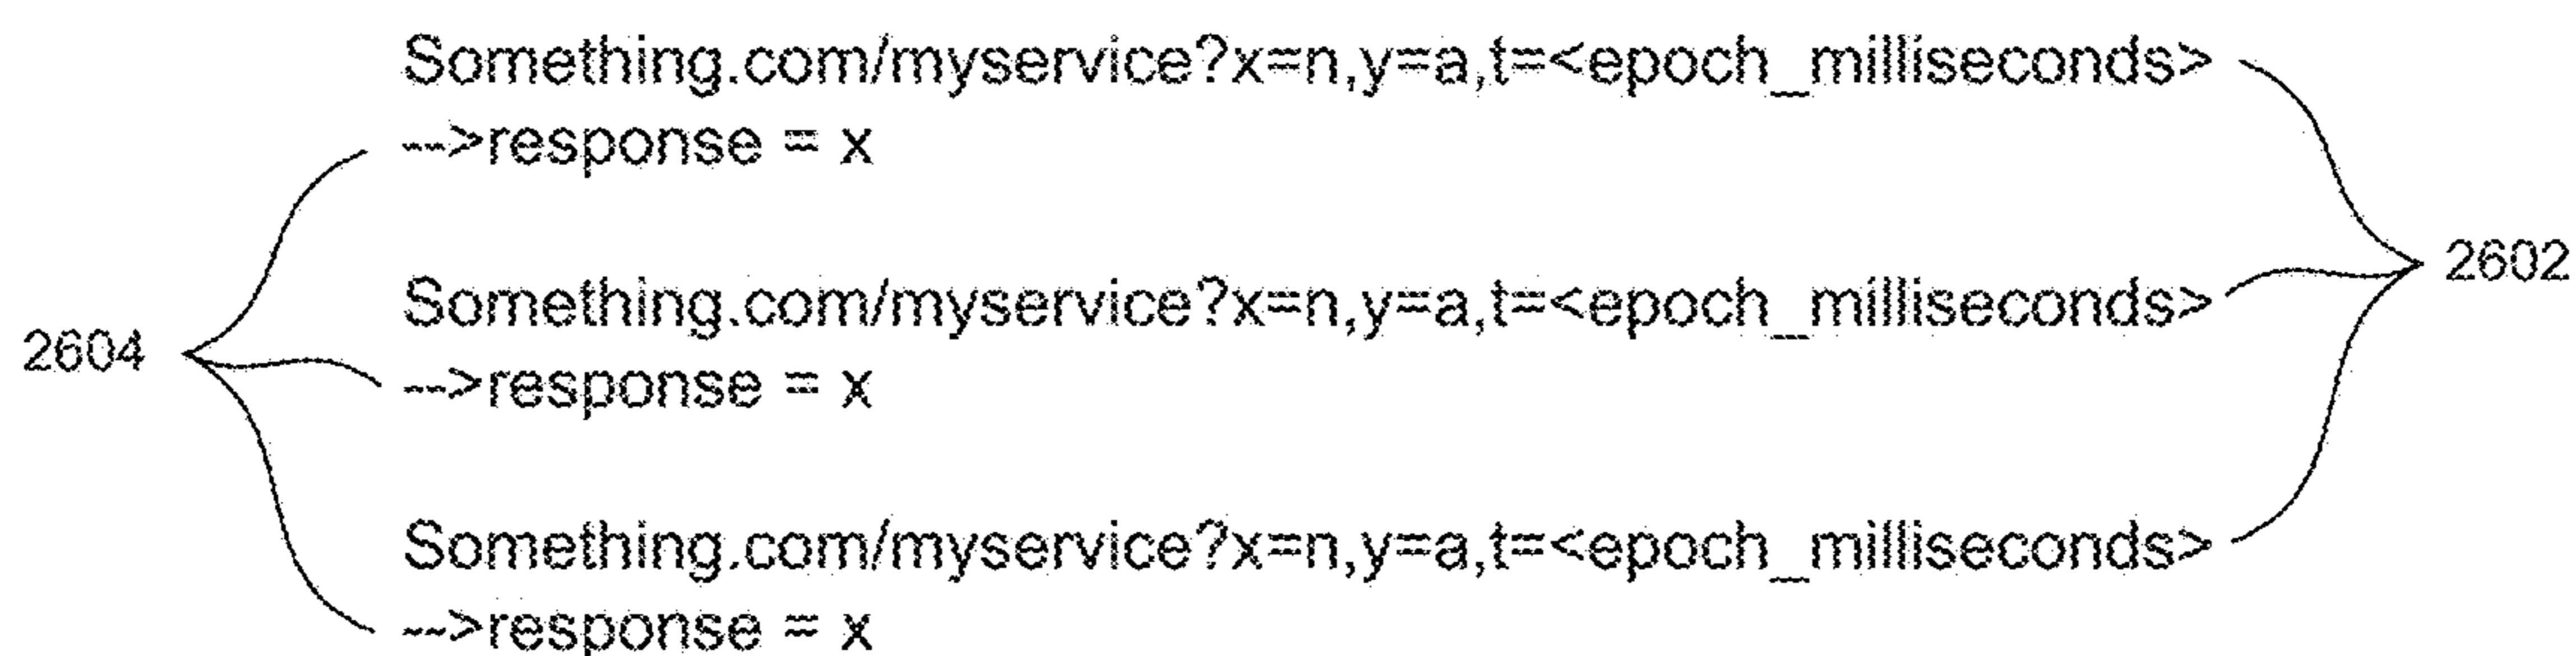 Something.com/myservice?x=n,y=a,t=<epoch_milliseconds>
-->response = x
2602
Something.com/myservice?x=n,y=a,t=<epoch_milliseconds>
2604
-->response = x
Something.com/myservice?x=n,y=a,t=<epoch_milliseconds>
-->response = x